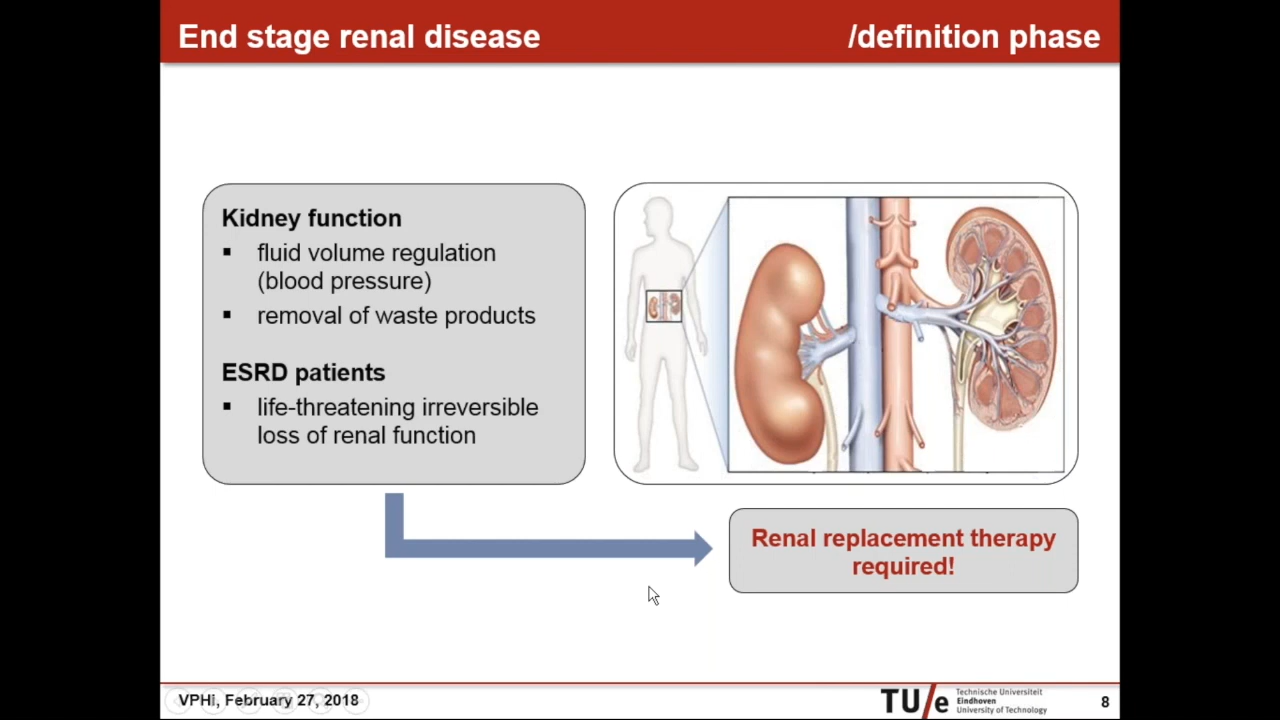 End stage renal disease /definition phase
Kidney function
▪ fluid volume regulation
(blood pressure)
▪ removal of waste products
ESRD patients
▪ life-threatening irreversible
loss of renal function
Renal replacement therapy
required!
VPHi, February 27, 2018
TU/e
Technische Universiteit
Eindhoven
University of Technology
8